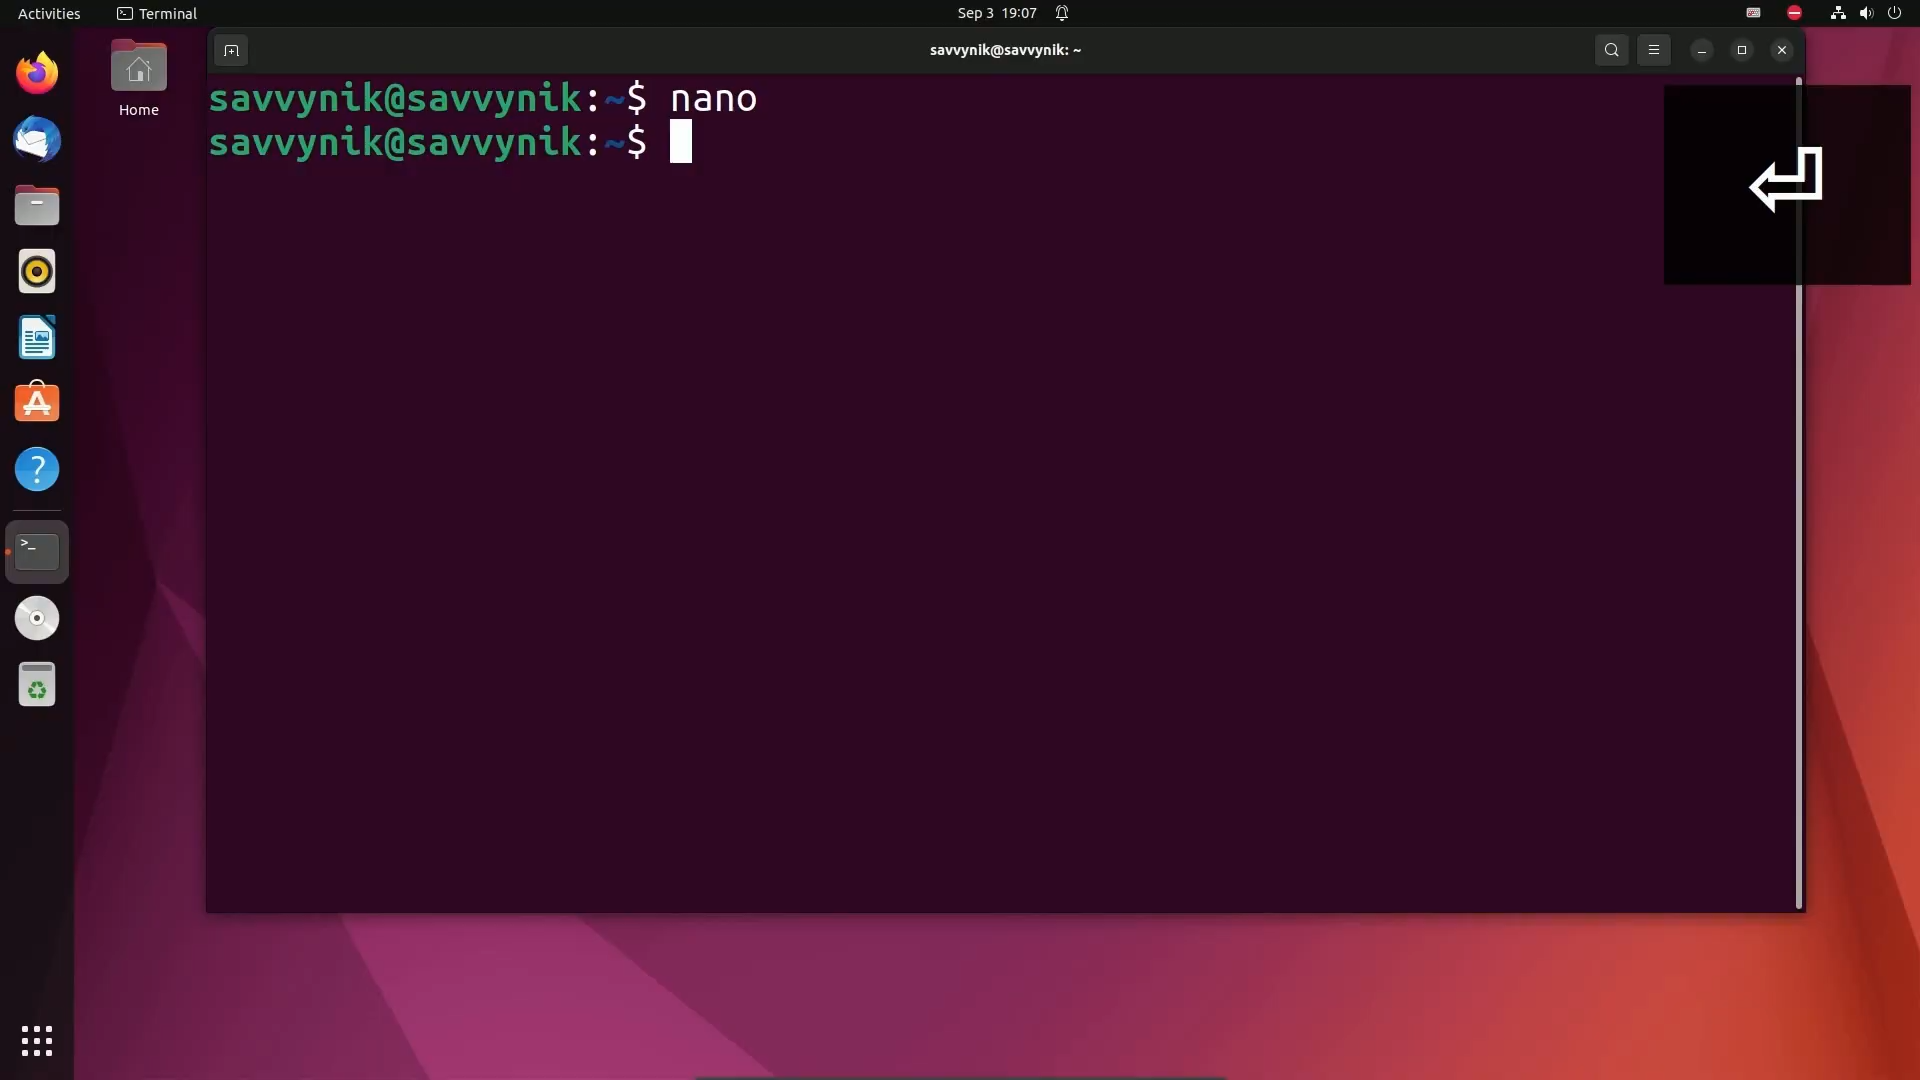 Activities
Terminal
Sep 3 19:07
savvynik@savvynik: ~
Home
savvynik@savvynik:~$ nano
savvynik@savvynik:~$